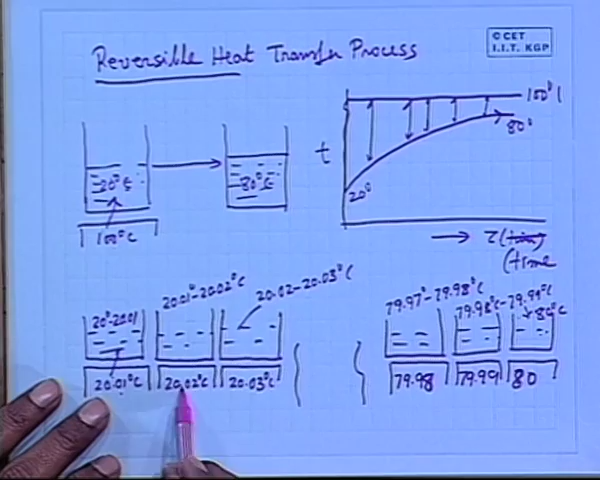 © CET
I.I.T. KGP
Reversible Heat Transfer Process
100°C
80°
t
20°C
80°C
20°
100°C
τ(time)
(time
20.01°-20.02°C
20.02-20.03°C
79.97°-79.98°C
79.98°C-79.99°C
20°-20.01
80°C
20.01°C
20.02°C
20.03°C
79.98
79.99
80